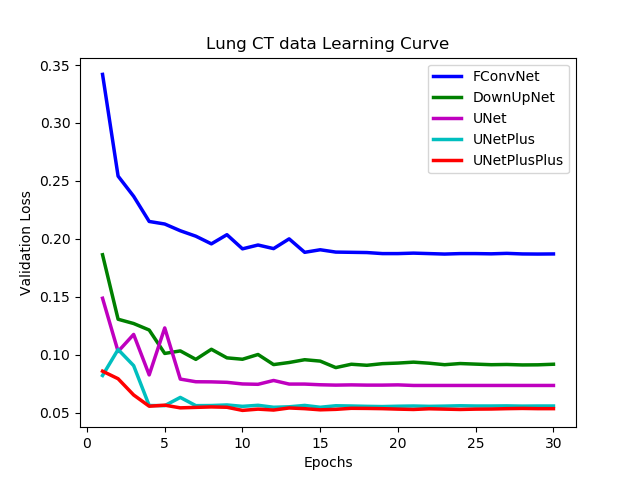 Lung CT data Learning Curve
0.35
0.30
0.25
0.20
0.15
0.10
0.05
Validation Loss
FConvNet
DownUpNet
UNet
UNetPlus
UNetPlusPlus
0 5 10 15 20 25 30
Epochs